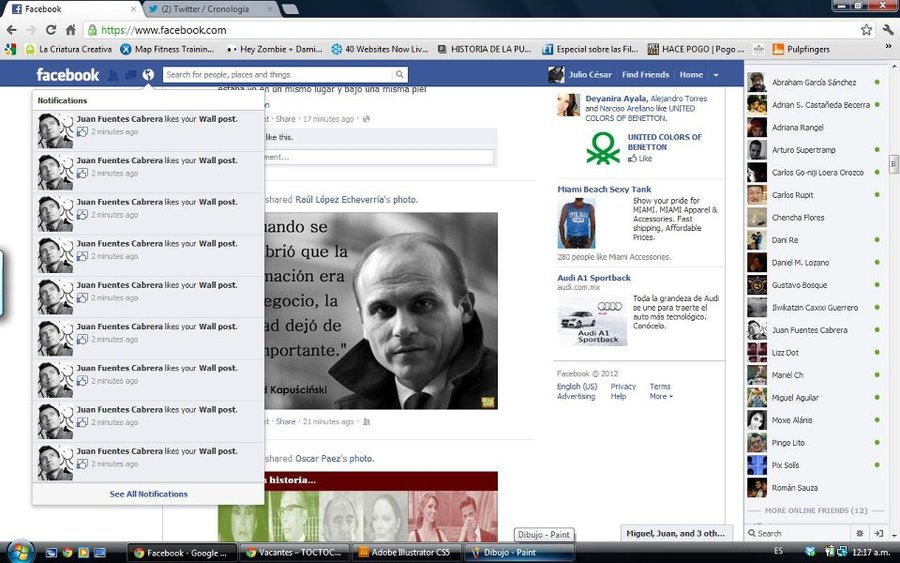 Facebook
(2) Twitter / Cronología
https://www.facebook.com
La Criatura Creativa
Map Fitness Trainin...
Hey Zombie + Dami...
40 Websites Now Liv...
HISTORIA DE LA PU...
Especial sobre las Fil...
HACE POGO | Pogo ...
Pulpfingers
facebook
Search for people, places and things
Julio César
Find Friends
Home
Notifications
Juan Fuentes Cabrera likes your Wall post.
2 minutes ago
Juan Fuentes Cabrera likes your Wall post.
2 minutes ago
Juan Fuentes Cabrera likes your Wall post.
2 minutes ago
Juan Fuentes Cabrera likes your Wall post.
2 minutes ago
Juan Fuentes Cabrera likes your Wall post.
2 minutes ago
Juan Fuentes Cabrera likes your Wall post.
2 minutes ago
Juan Fuentes Cabrera likes your Wall post.
2 minutes ago
Juan Fuentes Cabrera likes your Wall post.
2 minutes ago
Juan Fuentes Cabrera likes your Wall post.
2 minutes ago
See All Notifications
estaba yo en un mismo lugar y bajo una misma piel
Share · 17 minutes ago ·
like this.
ment...
shared Raúl López Echeverría's photo.
uando se
brió que la
mación era
egocio, la
ad dejó de
mportante."
d Kapuściński
nt · Share · 21 minutes ago ·
shared Oscar Paez's photo.
historia...
Deyanira Ayala, Alejandro Torres
and Narciso Arellano like UNITED
COLORS OF BENETTON.
UNITED COLORS OF
BENETTON
Like
Miami Beach Sexy Tank
Show your pride for
MIAMI. MIAMI Apparel &
Accessories. Fast
shipping, Affordable
Prices.
280 people like Miami Accessories.
Audi A1 Sportback
audi.com.mx
Toda la grandeza de Audi
se une para traerte el
auto más tecnológico.
Conócelo.
Audi
Audi A1
Sportback
Facebook © 2012
English (US) Privacy Terms
Advertising Help More
Abraham García Sánchez
Adrian S. Castañeda Becerra
Adriana Rangel
Arturo Supertramp
Carlos Go-nij Loera Orozco
Carlos Rupit
Chencha Flores
Dani Re
Daniel M. Lozano
Gustavo Bosque
Ilwikatzin Caxixi Guerrero
Juan Fuentes Cabrera
Lizz Dot
Mariel Ch
Miguel Aguilar
Moxe Alánis
Pingo Lito
Pix Solís
Román Sauza
MORE ONLINE FRIENDS (12)
Search
Miguel, Juan, and 3 oth...
Dibujo - Paint
Facebook - Google ...
Vacantes – TOCTOC...
Adobe Illustrator CS5
Dibujo - Paint
ES
12:17 a.m.